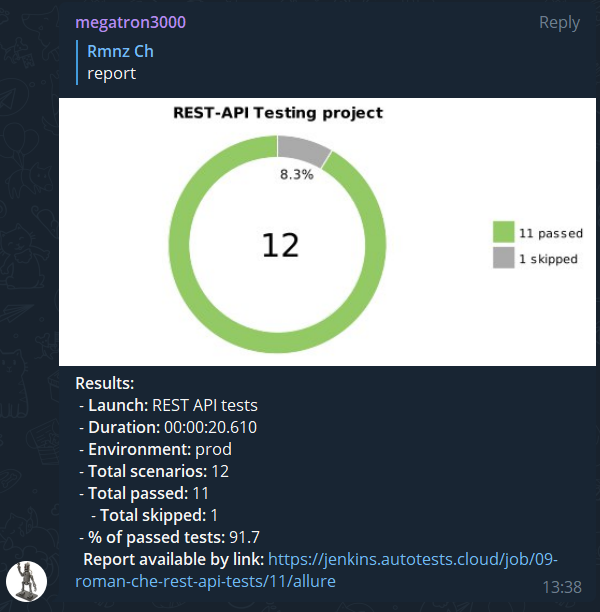 megatron3000 Reply
Rmnz Ch
report
REST-API Testing project
8.3%
12
11 passed
1 skipped
Results:
- Launch: REST API tests
- Duration: 00:00:20.610
- Environment: prod
- Total scenarios: 12
- Total passed: 11
- Total skipped: 1
- % of passed tests: 91.7
Report available by link: https://jenkins.autotests.cloud/job/09-
roman-che-rest-api-tests/11/allure
13:38